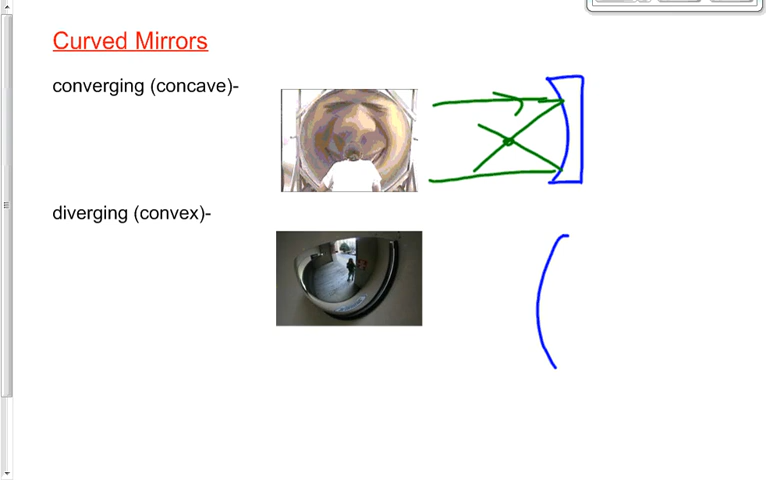 Curved Mirrors
converging (concave)-
diverging (convex)-